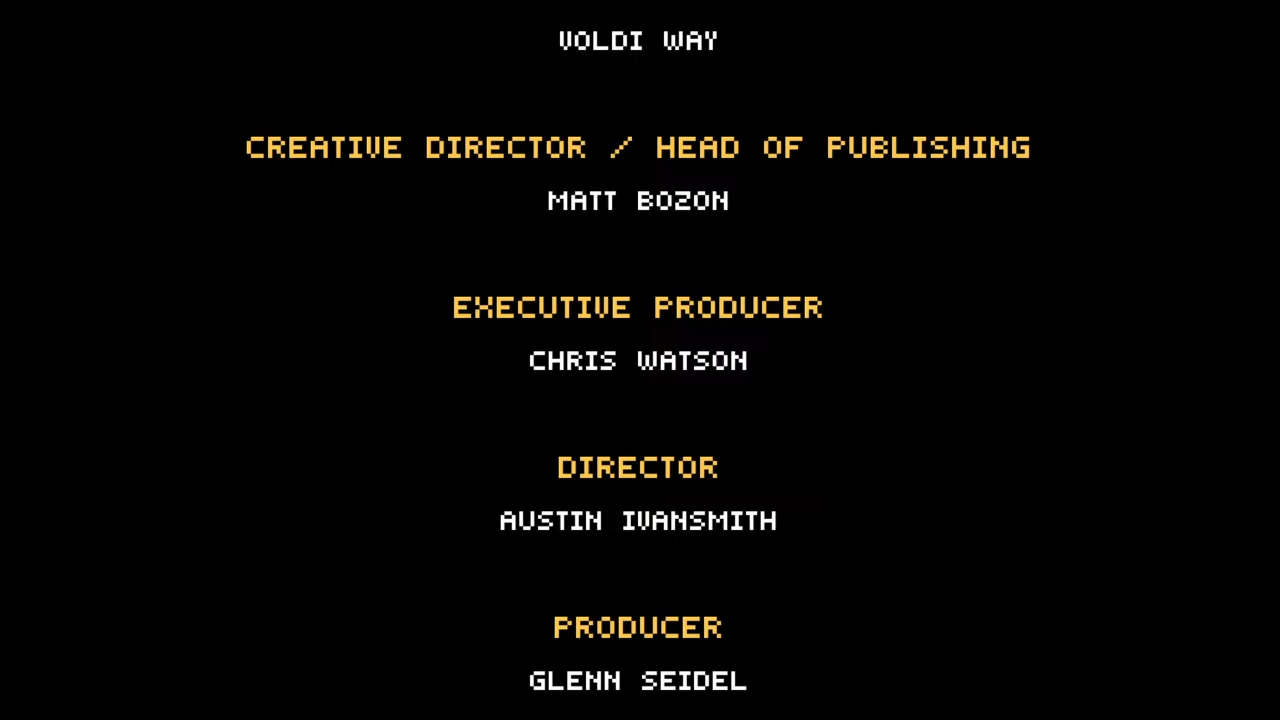 VOLDI WAY
CREATIVE DIRECTOR / HEAD OF PUBLISHING
MATT BOZON
EXECUTIVE PRODUCER
CHRIS WATSON
DIRECTOR
AUSTIN IVANSMITH
PRODUCER
GLENN SEIDEL